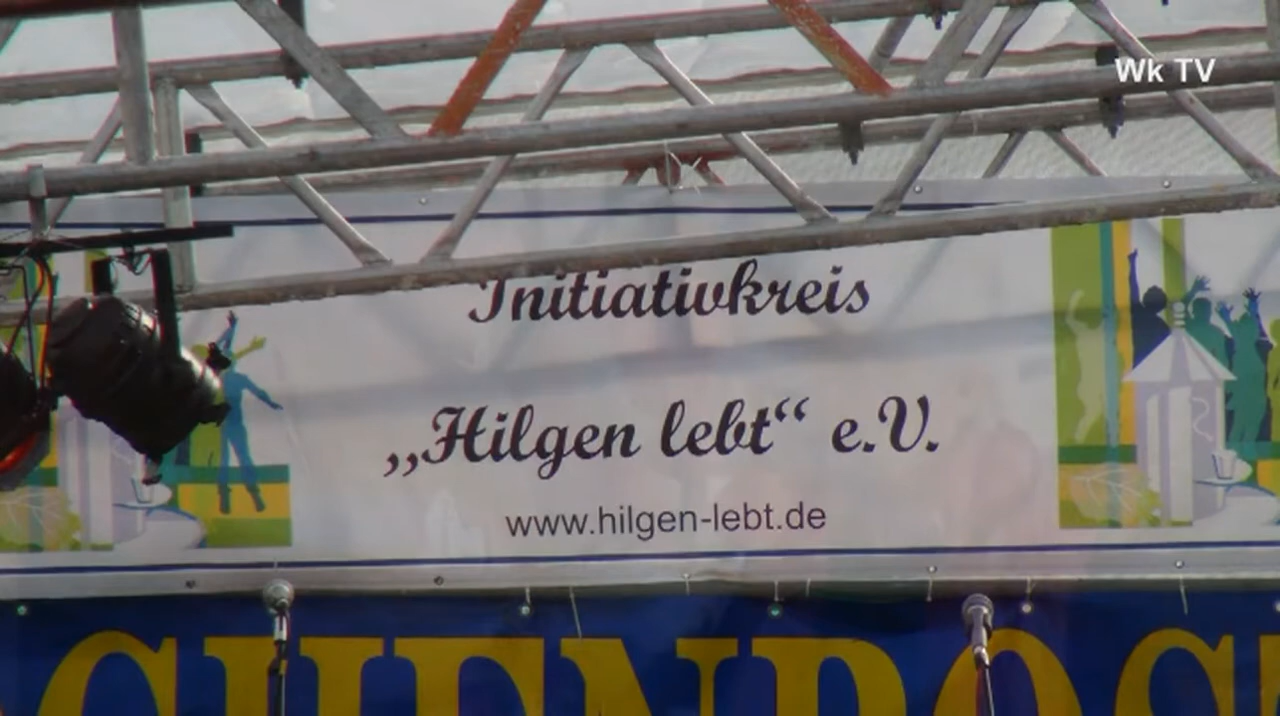 Wk TV
Initiativkreis
„Hilgen lebt“ e.V.
www.hilgen-lebt.de